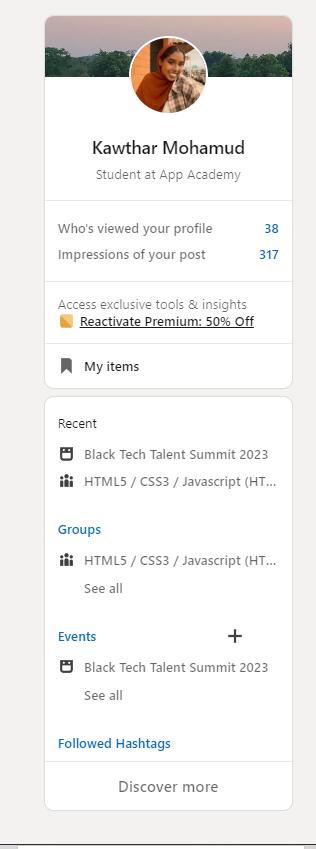 Kawthar Mohamud
Student at App Academy
Who's viewed your profile 38
Impressions of your post 317
Access exclusive tools & insights
Reactivate Premium: 50% Off
My items
Recent
Black Tech Talent Summit 2023
HTML5 / CSS3 / Javascript (HT...
Groups
HTML5 / CSS3 / Javascript (HT...
See all
Events
Black Tech Talent Summit 2023
See all
Followed Hashtags
Discover more